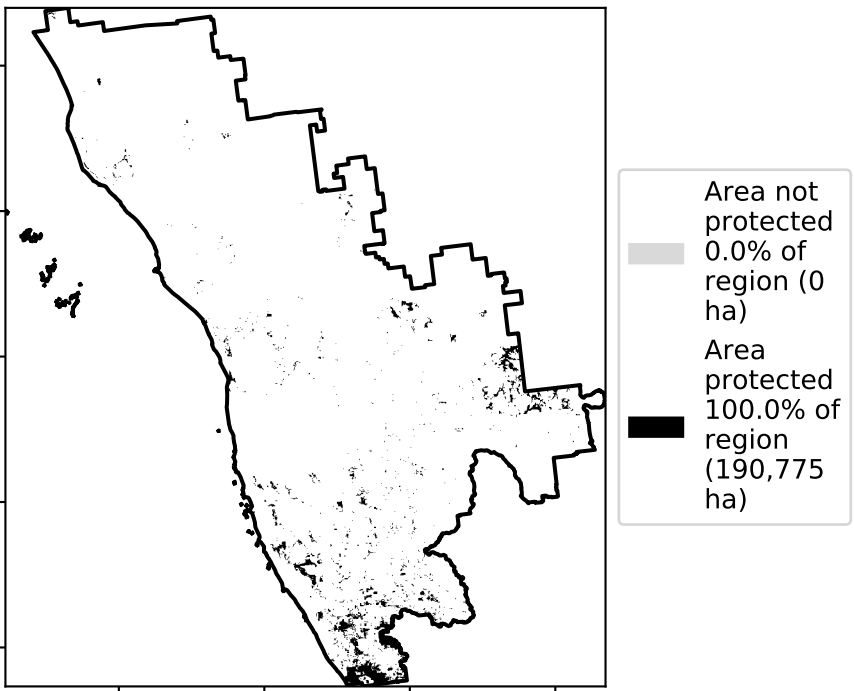 Area not
protected
0.0% of
region (0
ha)
Area
protected
100.0% of
region
(190,775
ha)